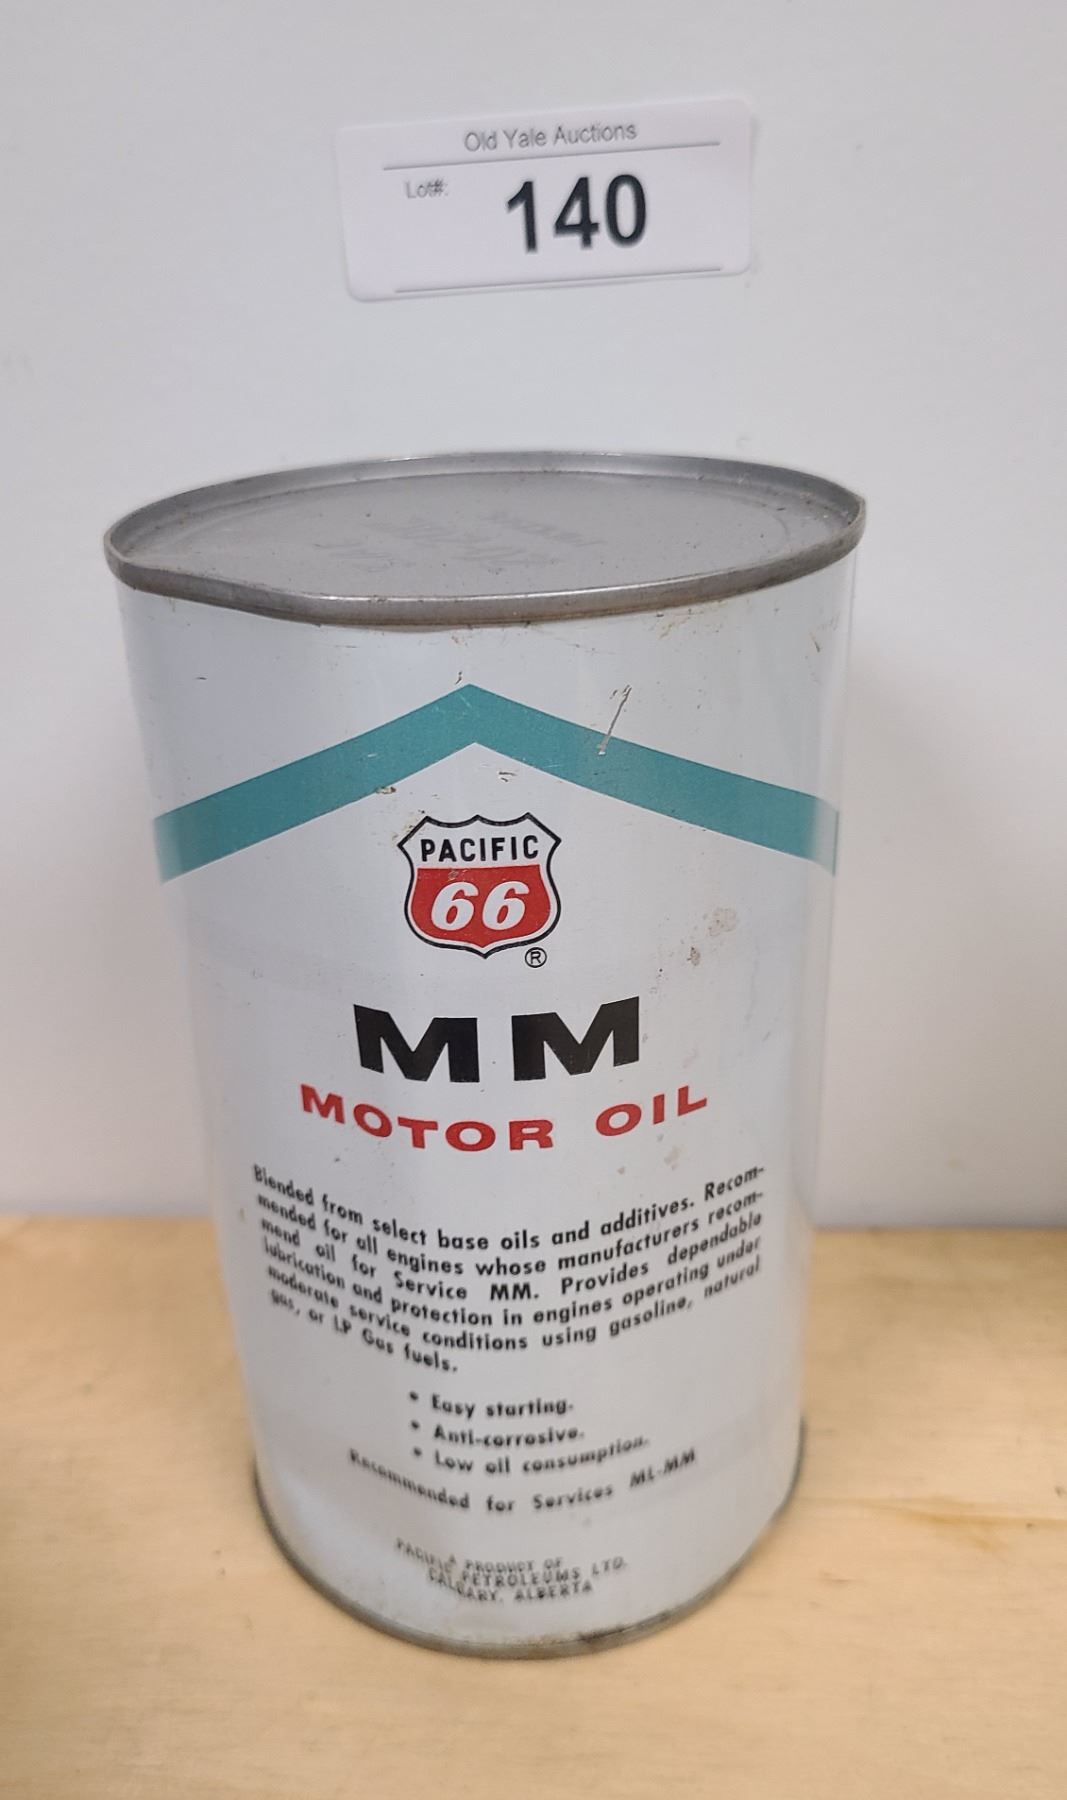 Old Yale Auctions
Lot#: 140
PACIFIC
66
®
MM
MOTOR OIL
Blended from select base oils and additives. Recom-
mended for all engines whose manufacturers recom-
mend oil for Service MM. Provides dependable
lubrication and protection in engines operating under
moderate service conditions using gasoline, natural
gas, or LP Gas fuels.
• Easy starting.
• Anti-corrosive.
• Low oil consumption.
Recommended for Services ML-MM
A PRODUCT OF
PACIFIC PETROLEUMS LTD.
CALGARY, ALBERTA